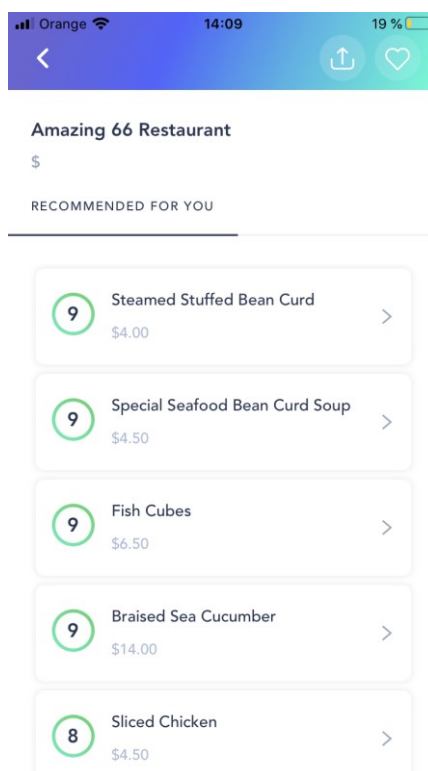 Orange 14:09 19 %
Amazing 66 Restaurant
$
RECOMMENDED FOR YOU
9
Steamed Stuffed Bean Curd
$4.00
9
Special Seafood Bean Curd Soup
$4.50
9
Fish Cubes
$6.50
9
Braised Sea Cucumber
$14.00
8
Sliced Chicken
$4.50